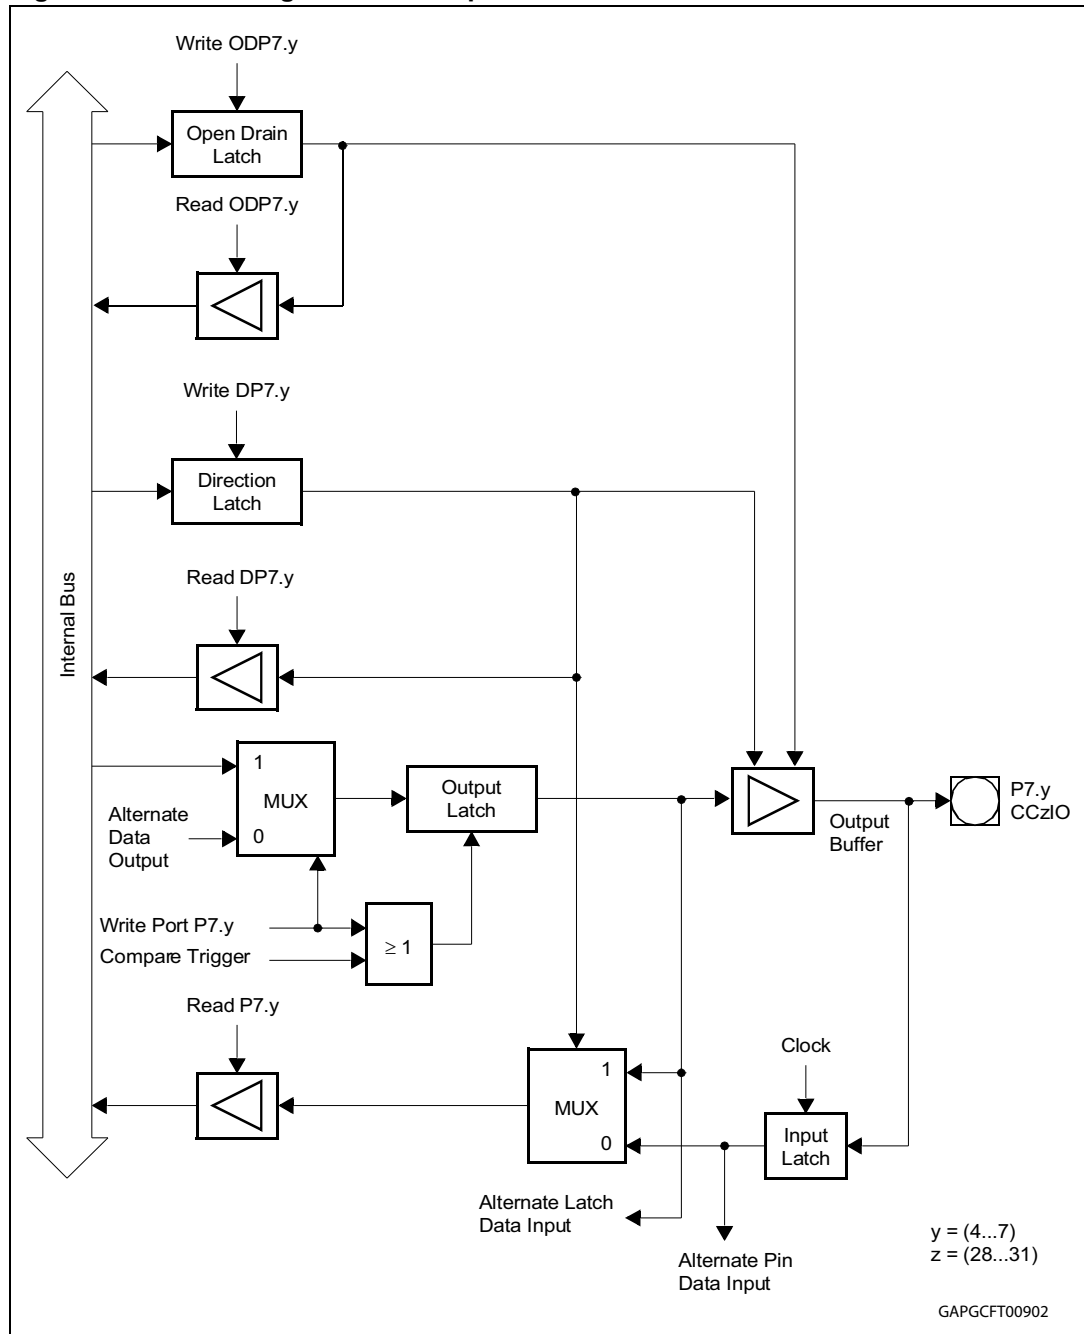 Write ODP7.y
Open Drain
Latch
Read ODP7.y
Write DP7.y
Direction
Latch
Read DP7.y
Internal Bus
1
MUX
0
Alternate
Data
Output
Output
Latch
Output
Buffer
P7.y
CCzIO
Write Port P7.y
Compare Trigger
≥ 1
Read P7.y
1
MUX
0
Clock
Input
Latch
Alternate Latch
Data Input
Alternate Pin
Data Input
y = (4...7)
z = (28...31)
GAPGCFT00902